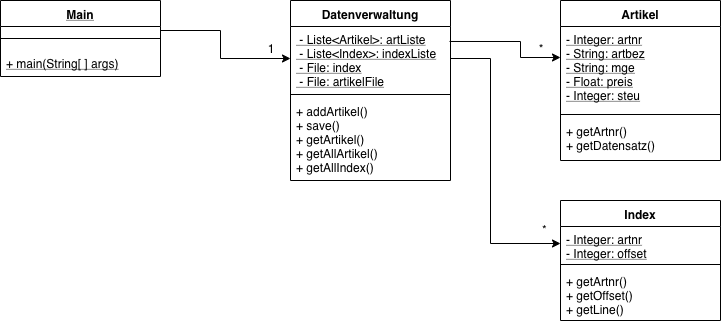 Main
+ main(String[ ] args)
1
Datenverwaltung
- Liste<Artikel>: artListe
- Liste<Index>: indexListe
- File: index
- File: artikelFile
+ addArtikel()
+ save()
+ getArtikel()
+ getAllArtikel()
+ getAllIndex()
*
Artikel
- Integer: artnr
- String: artbez
- String: mge
- Float: preis
- Integer: steu
+ getArtnr()
+ getDatensatz()
*
Index
- Integer: artnr
- Integer: offset
+ getArtnr()
+ getOffset()
+ getLine()